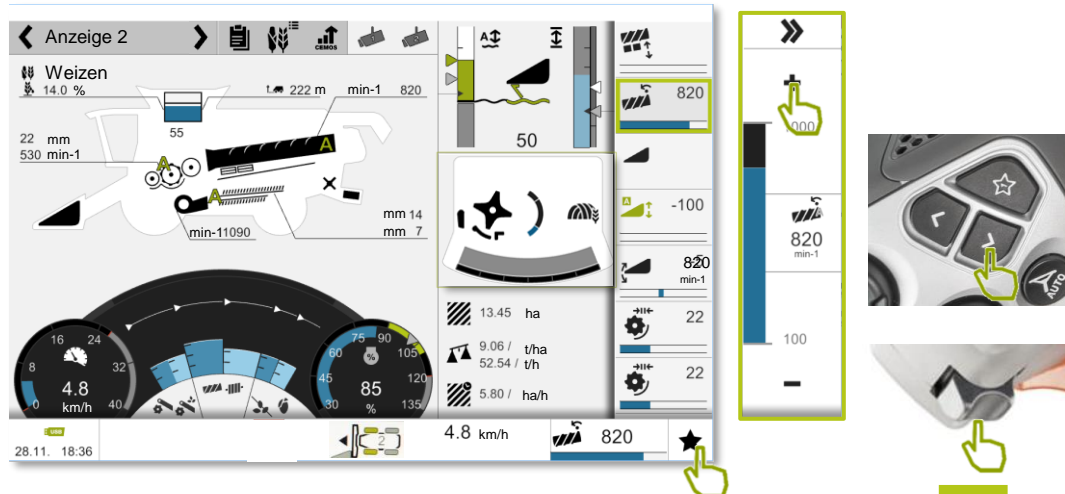 Anzeige 2
CEMOS
Weizen
14.0 %
222 m
min-1 820
55
22 mm
530 min-1
A
A
A
mm 14
mm 7
min-11090
A
50
820
A
-100
820
min-1
22
22
13.45 ha
9.06 / t/ha
52.54 / t/h
5.80 / ha/h
0
8
16
24
32
40
4.8
km/h
30
45
60
75
90
105
120
135
%
85
%
USB
28.11. 18:36
2
4.8 km/h
820
+
1000
820
min-1
100
−
AUTO